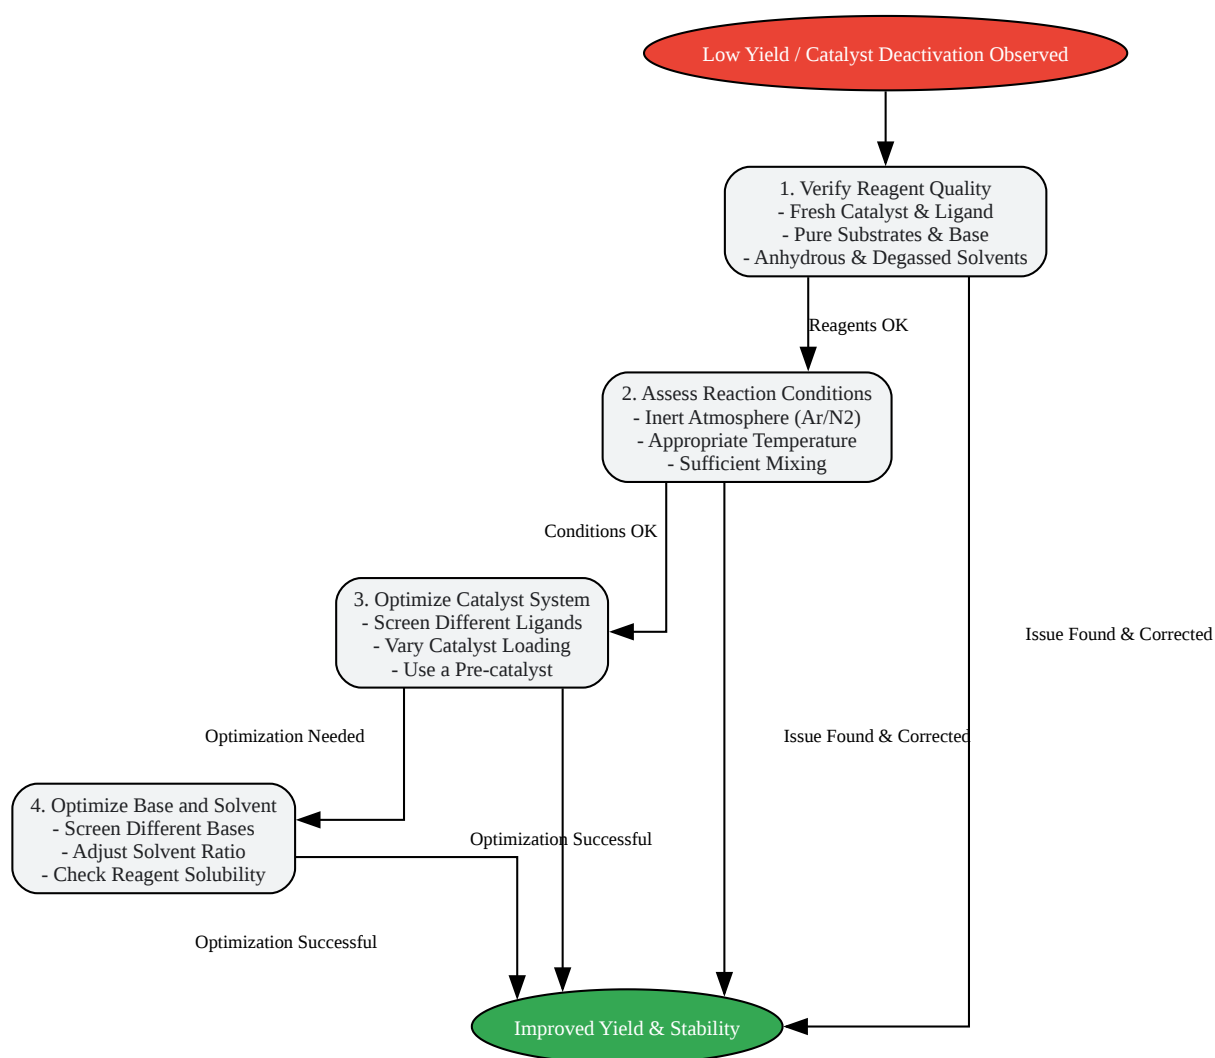 Low Yield / Catalyst Deactivation Observed
1. Verify Reagent Quality
- Fresh Catalyst & Ligand
- Pure Substrates & Base
- Anhydrous & Degassed Solvents
Reagents OK
2. Assess Reaction Conditions
- Inert Atmosphere (Ar/N2)
- Appropriate Temperature
- Sufficient Mixing
Conditions OK
3. Optimize Catalyst System
- Screen Different Ligands
- Vary Catalyst Loading
- Use a Pre-catalyst
Issue Found & Corrected
Optimization Needed
Issue Found & Corrected
4. Optimize Base and Solvent
- Screen Different Bases
- Adjust Solvent Ratio
- Check Reagent Solubility
Optimization Successful
Optimization Successful
Improved Yield & Stability